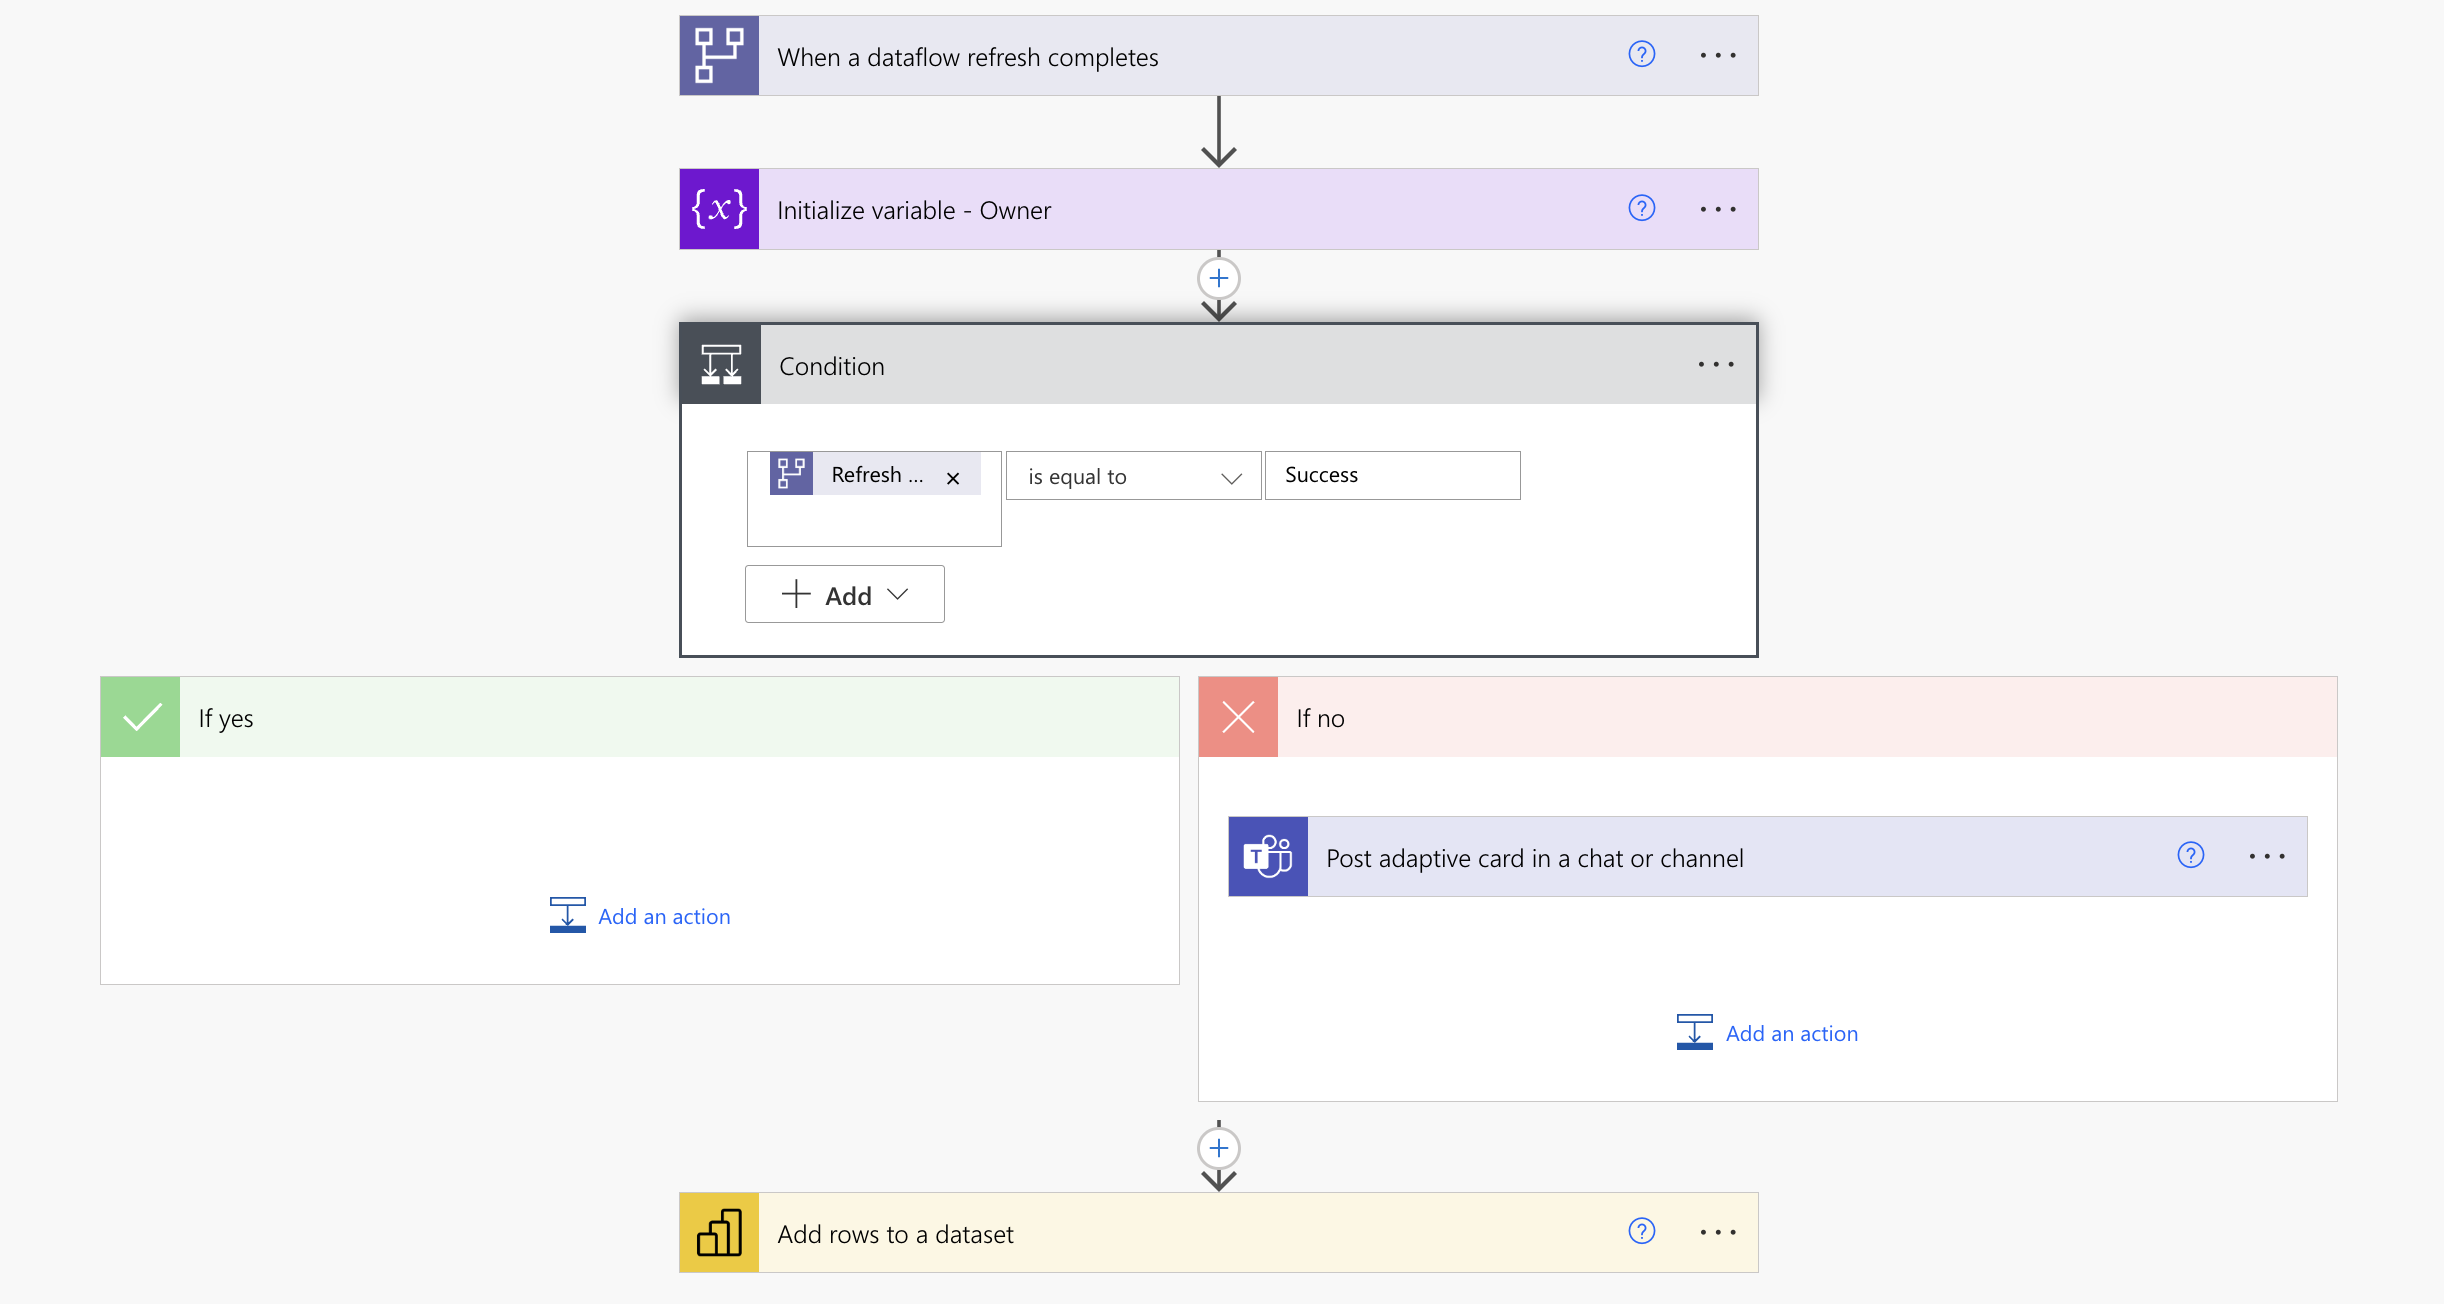 When a dataflow refresh completes
{x} Initialize variable - Owner
Condition
Refresh ... × is equal to Success
Add
If yes
If no
T Post adaptive card in a chat or channel
Add an action
Add an action
Add rows to a dataset